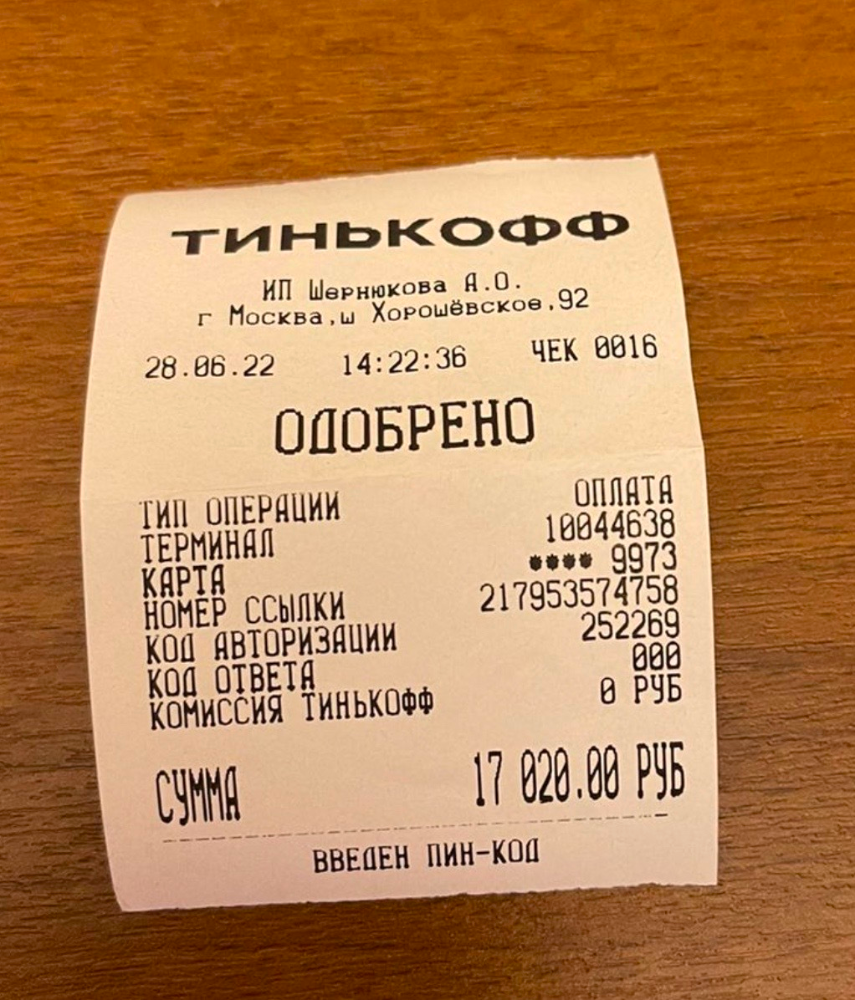 ТИНЬКОФФ
ИП Шернюкова А.О.
г Москва,ш Хорошёвское,92
28.06.22 14:22:36 ЧЕК 0016
ОДОБРЕНО
ТИП ОПЕРАЦИИ ОПЛАТА
ТЕРМИНАЛ 10044638
КАРТА **** 9973
НОМЕР ССЫЛКИ 217953574758
КОД АВТОРИЗАЦИИ 252269
КОД ОТВЕТА 000
КОМИССИЯ ТИНЬКОФФ 0 РУБ
СУММА 17 020.00 РУБ
ВВЕДЕН ПИН-КОД